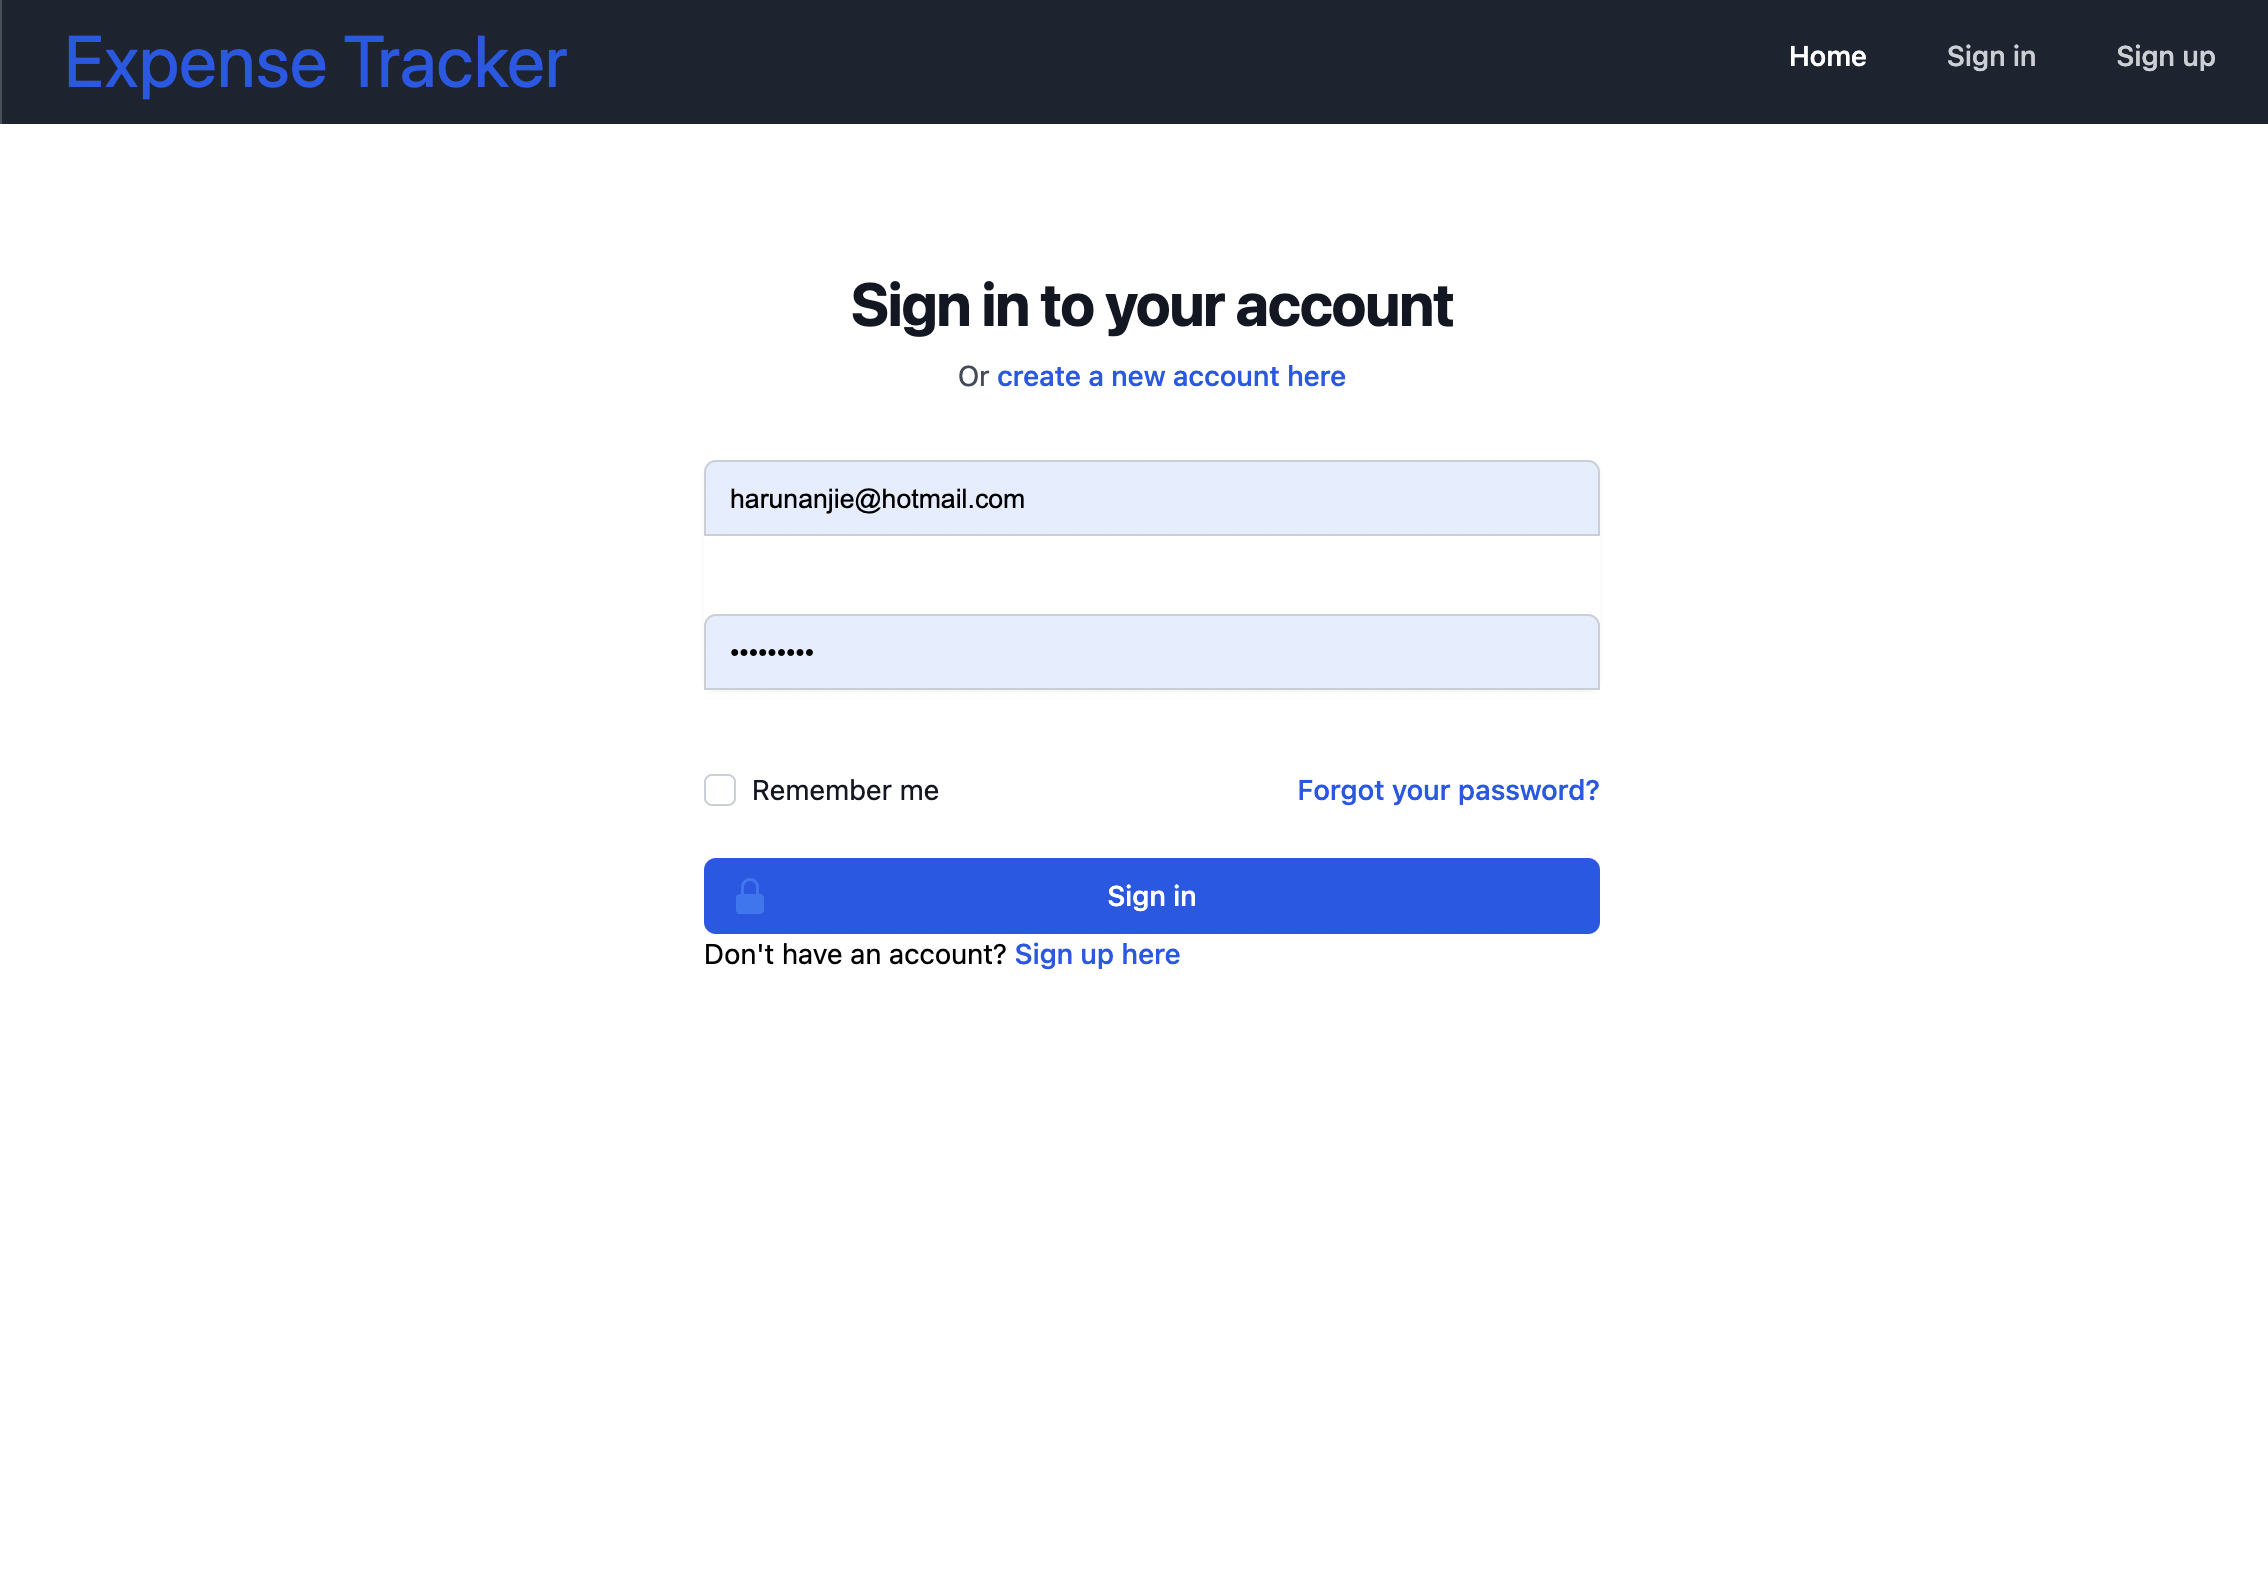 Expense Tracker
Home Sign in Sign up
Sign in to your account
Or create a new account here
harunanjie@hotmail.com
•••••••••
Remember me Forgot your password?
Sign in
Don't have an account? Sign up here